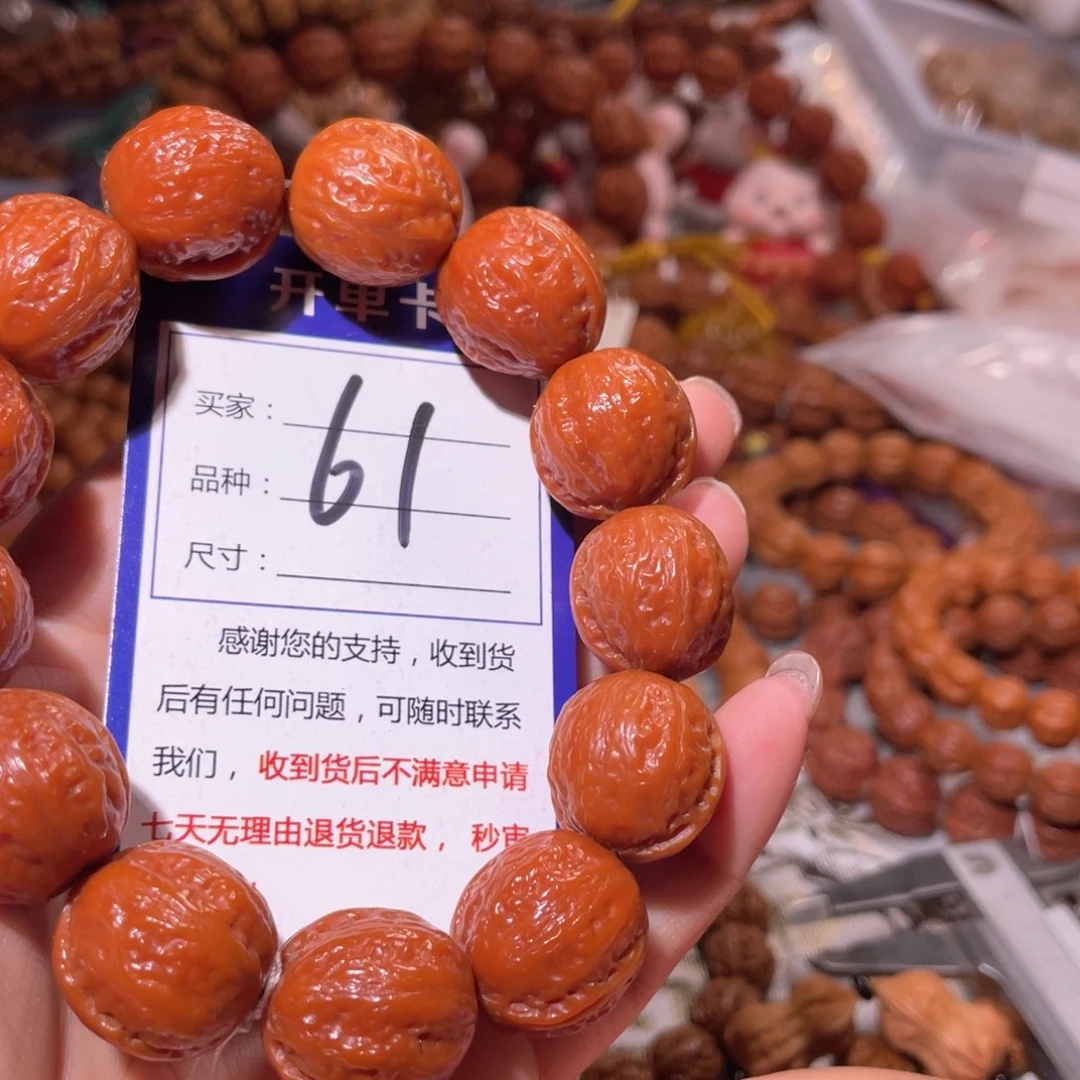 开单卡
买家：61
品种：
尺寸：
感谢您的支持，收到货
后有任何问题，可随时联系
我们，收到货后不满意申请
七天无理由退货退款，秒审